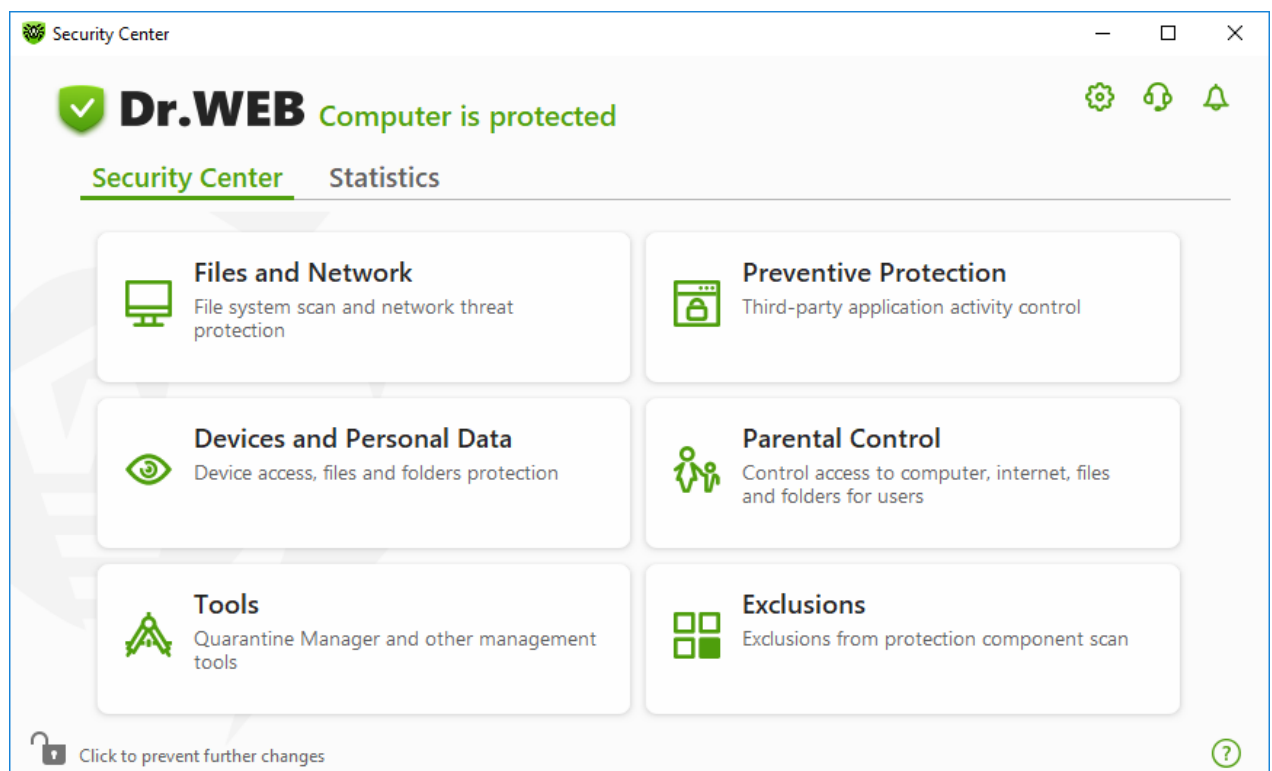 Security Center
Dr.WEB Computer is protected
Security Center Statistics
Files and Network
File system scan and network threat
protection
Preventive Protection
Third-party application activity control
Devices and Personal Data
Device access, files and folders protection
Parental Control
Control access to computer, internet, files
and folders for users
Tools
Quarantine Manager and other management
tools
Exclusions
Exclusions from protection component scan
Click to prevent further changes
?